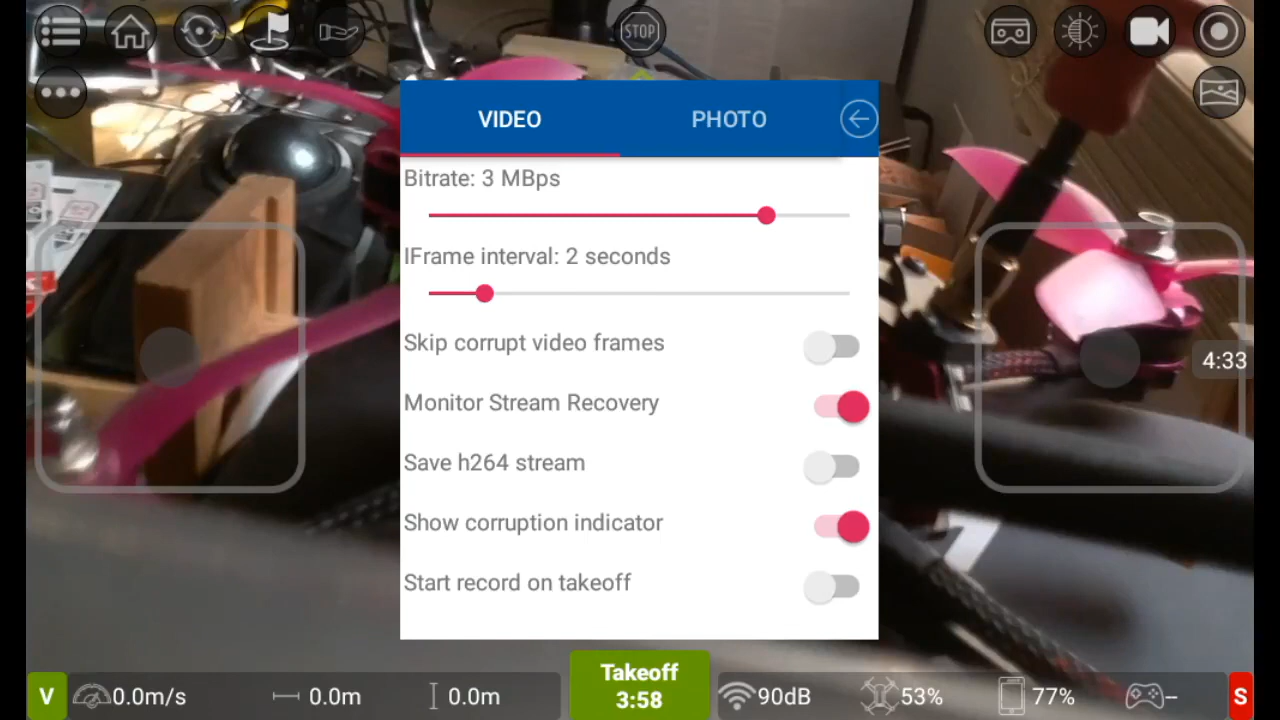 STOP
VIDEO
PHOTO
Bitrate: 3 MBps
IFrame interval: 2 seconds
Skip corrupt video frames
4:33
Monitor Stream Recovery
Save h264 stream
Show corruption indicator
Start record on takeoff
V
0.0m/s
0.0m
0.0m
Takeoff
3:58
90dB
53%
77%
–
S